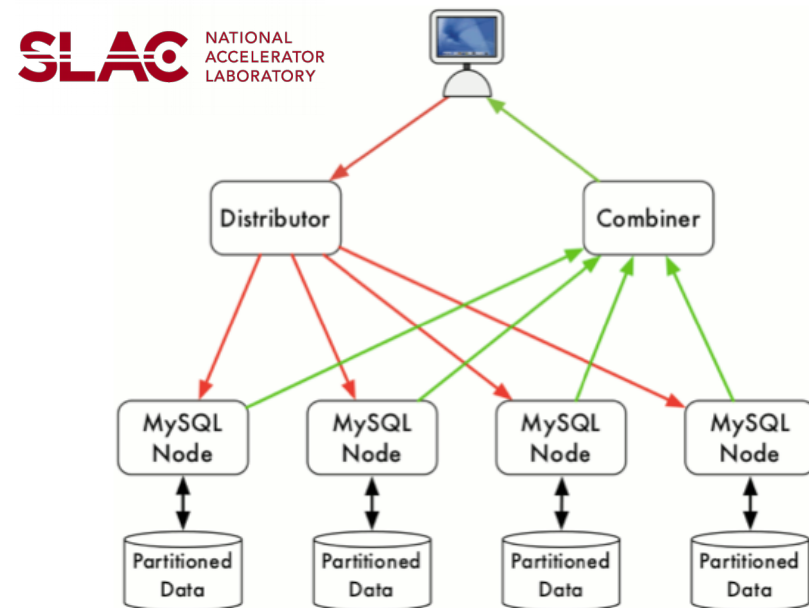 SLAC
NATIONAL
ACCELERATOR
LABORATORY
Distributor
Combiner
MySQL
Node
MySQL
Node
MySQL
Node
MySQL
Node
Partitioned
Data
Partitioned
Data
Partitioned
Data
Partitioned
Data